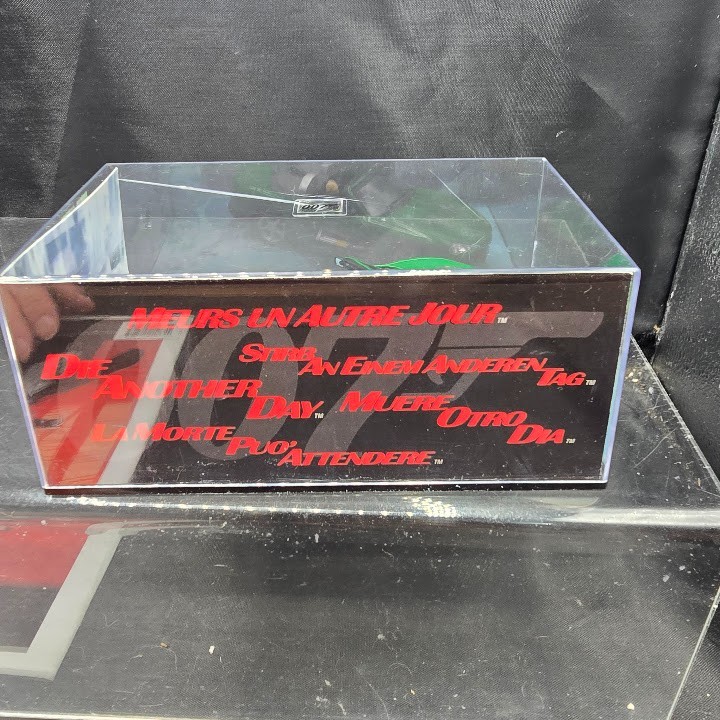 MEURS UN AUTRE JOUR™
STIRB AN EINEM ANDEREN TAG™
DIE ANOTHER DAY™
MUERE OTRO DIA™
LA MORTE PUO' ATTENDERE™
007